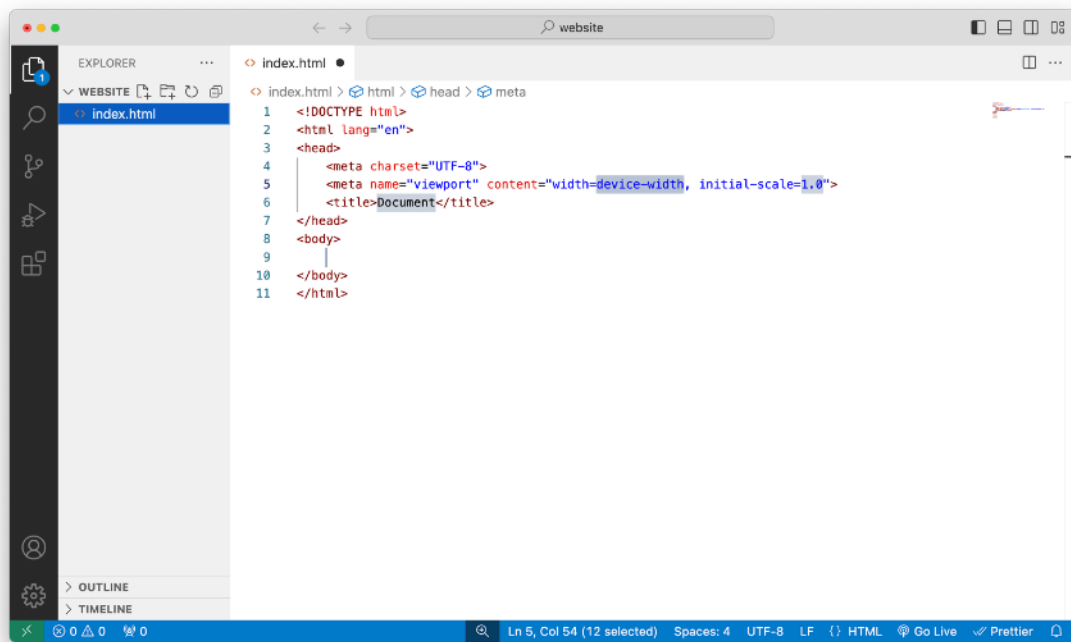 website
EXPLORER
WEBSITE
index.html
1
index.html
index.html > html > head > meta
1 <!DOCTYPE html>
2 <html lang="en">
3 <head>
4 <meta charset="UTF-8">
5 <meta name="viewport" content="width=device-width, initial-scale=1.0">
6 <title>Document</title>
7 </head>
8 <body>
9
10 </body>
11 </html>
OUTLINE
TIMELINE
0 0 0 Ln 5, Col 54 (12 selected) Spaces: 4 UTF-8 LF {} HTML Go Live Prettier